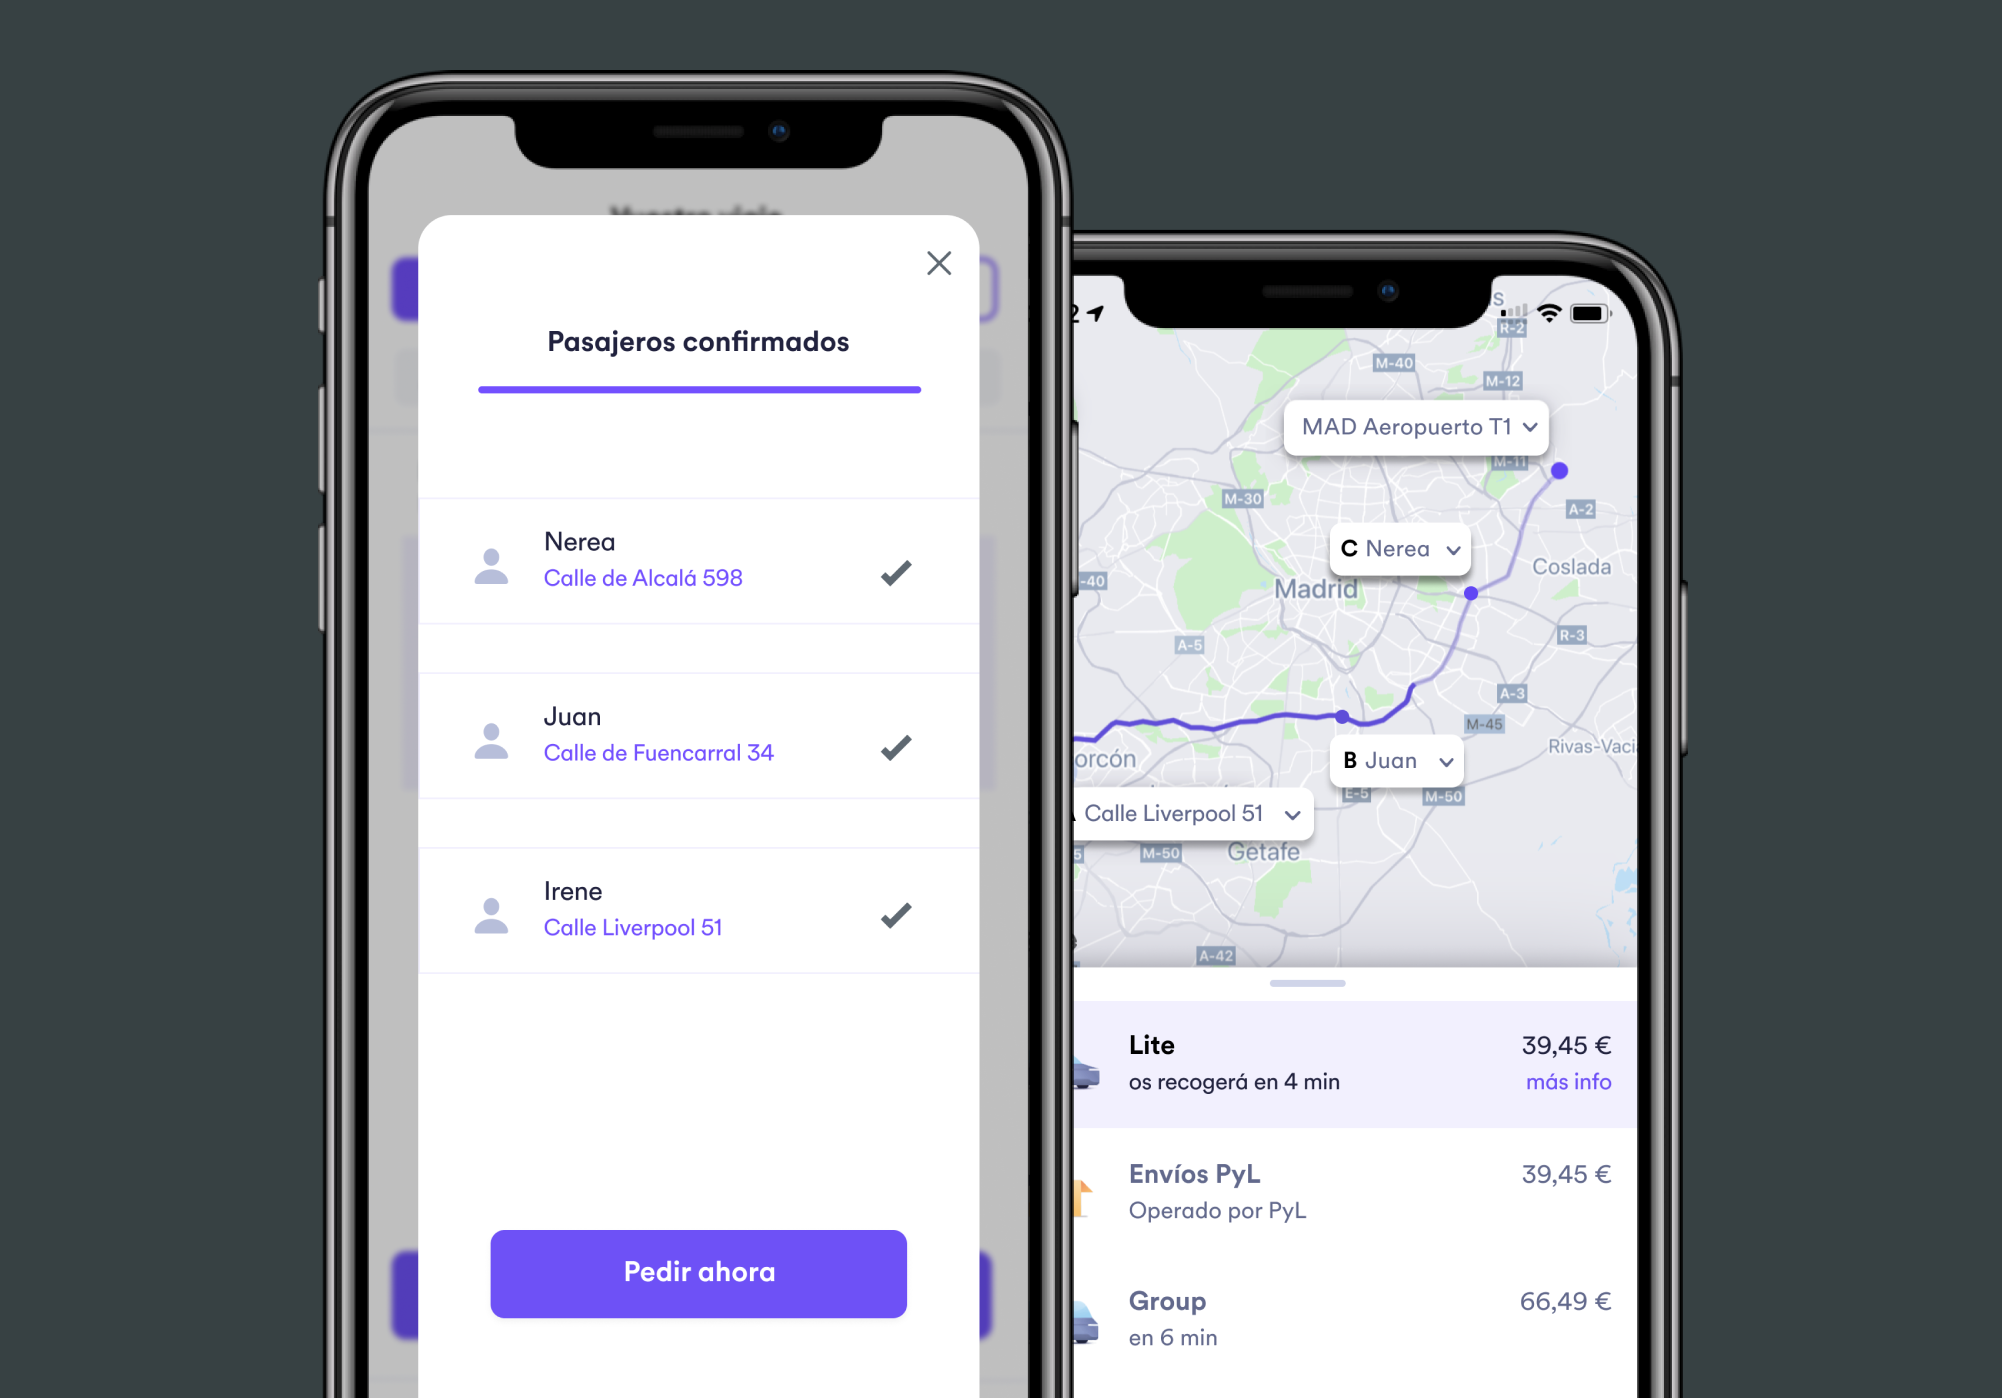 Pasajeros confirmados
Nerea
Calle de Alcalá 598
Juan
Calle de Fuencarral 34
Irene
Calle Liverpool 51
Pedir ahora
R-2
M-40
M-12
MAD Aeropuerto T1
M-11
M-30
A-2
C Nerea
Coslada
-40
Madrid
R-3
A-5
A-3
M-45
Rivas-Vaci
orcón
B Juan
E-5
M-50
Calle Liverpool 51
M-50
Getafe
A-42
Lite
39,45 €
os recogerá en 4 min
más info
Envíos PyL
39,45 €
Operado por PyL
Group
66,49 €
en 6 min